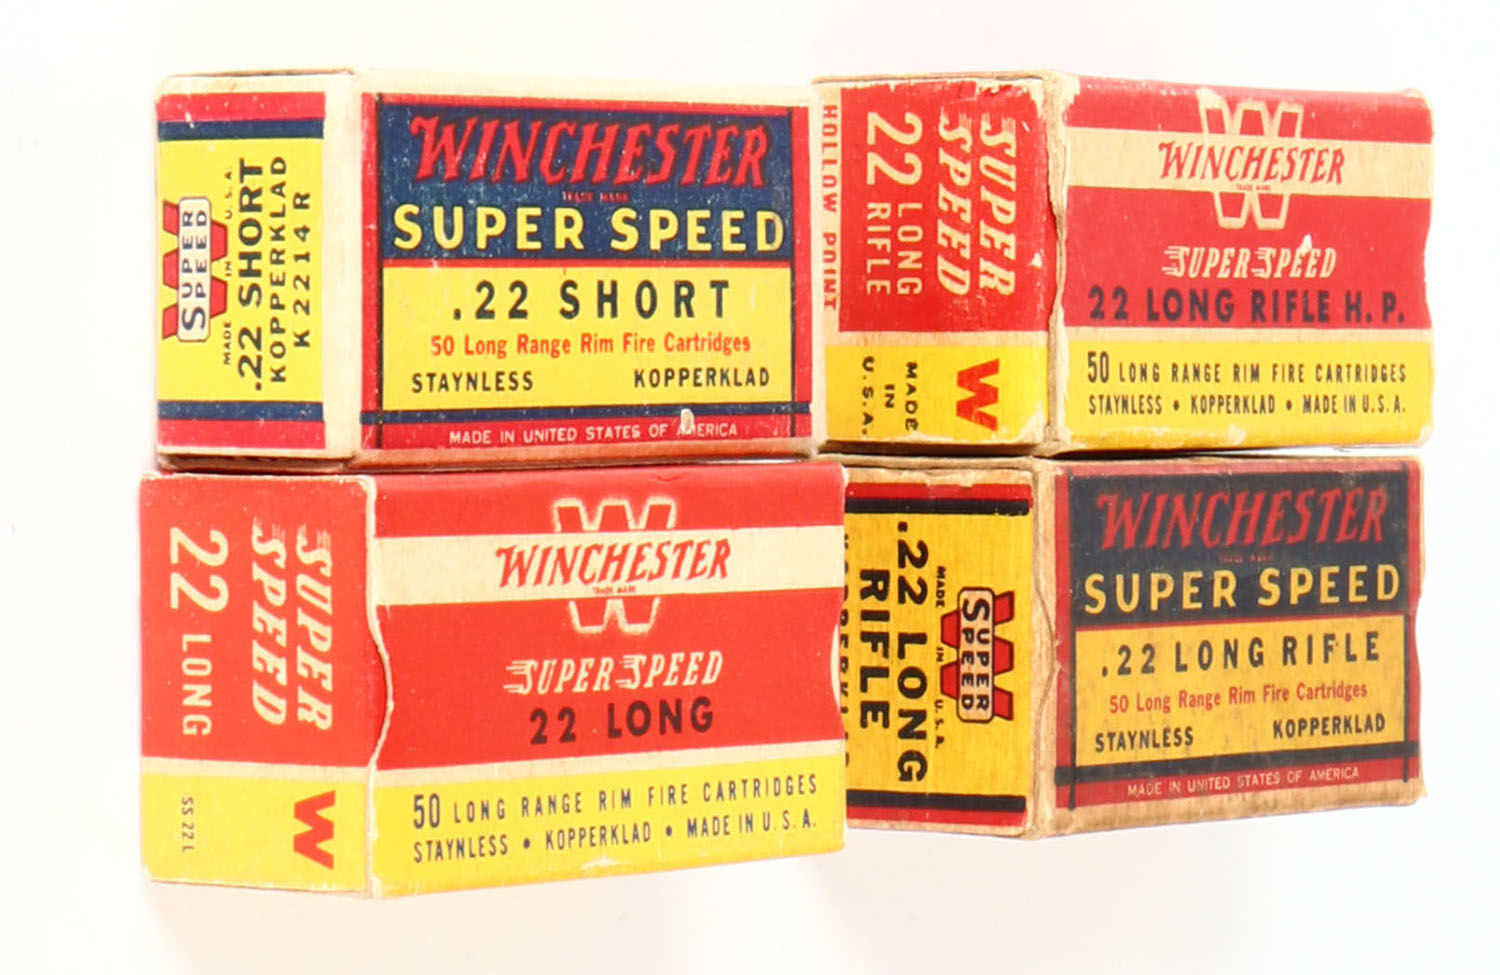 SUPER
SPEED
MADE IN U.S.A.
.22 SHORT
KOPPERKLAD
K 2214 R
WINCHESTER
TRADE MARK
SUPER SPEED
.22 SHORT
50 Long Range Rim Fire Cartridges
STAYNLESS KOPPERKLAD
MADE IN UNITED STATES OF AMERICA
SUPER
SPEED
22 LONG
RIFLE
HOLLOW POINT
W
MADE
IN
U.S.A.
W
WINCHESTER
TRADE MARK
SUPER SPEED
22 LONG RIFLE H.P.
50 LONG RANGE RIM FIRE CARTRIDGES
STAYNLESS • KOPPERKLAD • MADE IN U.S.A.
SUPER
SPEED
22 LONG
W
SS 22 L
W
WINCHESTER
TRADE MARK
SUPER SPEED
22 LONG
50 LONG RANGE RIM FIRE CARTRIDGES
STAYNLESS • KOPPERKLAD • MADE IN U.S.A.
W
SUPER
SPEED
MADE IN U.S.A.
.22 LONG
RIFLE
WINCHESTER
TRADE MARK
SUPER SPEED
.22 LONG RIFLE
50 Long Range Rim Fire Cartridges
STAYNLESS KOPPERKLAD
MADE IN UNITED STATES OF AMERICA